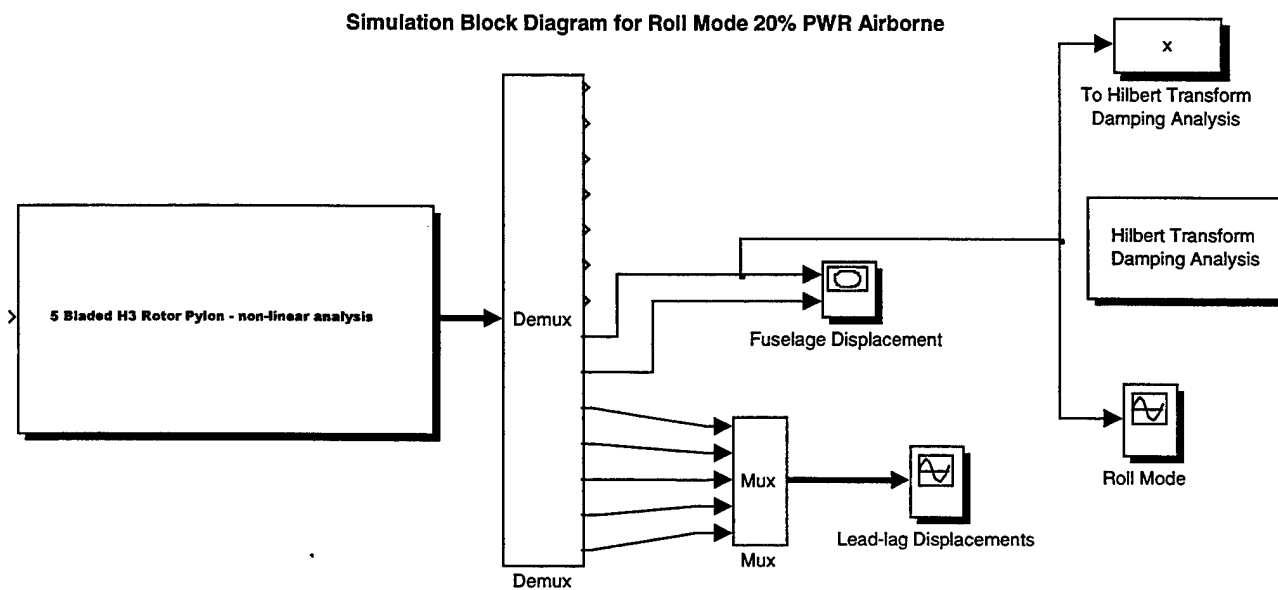 Simulation Block Diagram for Roll Mode 20% PWR Airborne
x
To Hilbert Transform
Damping Analysis
Hilbert Transform
Damping Analysis
5 Bladed H3 Rotor Pylon - non-linear analysis
Demux
Fuselage Displacement
Mux
Roll Mode
Lead-lag Displacements
Mux
Demux